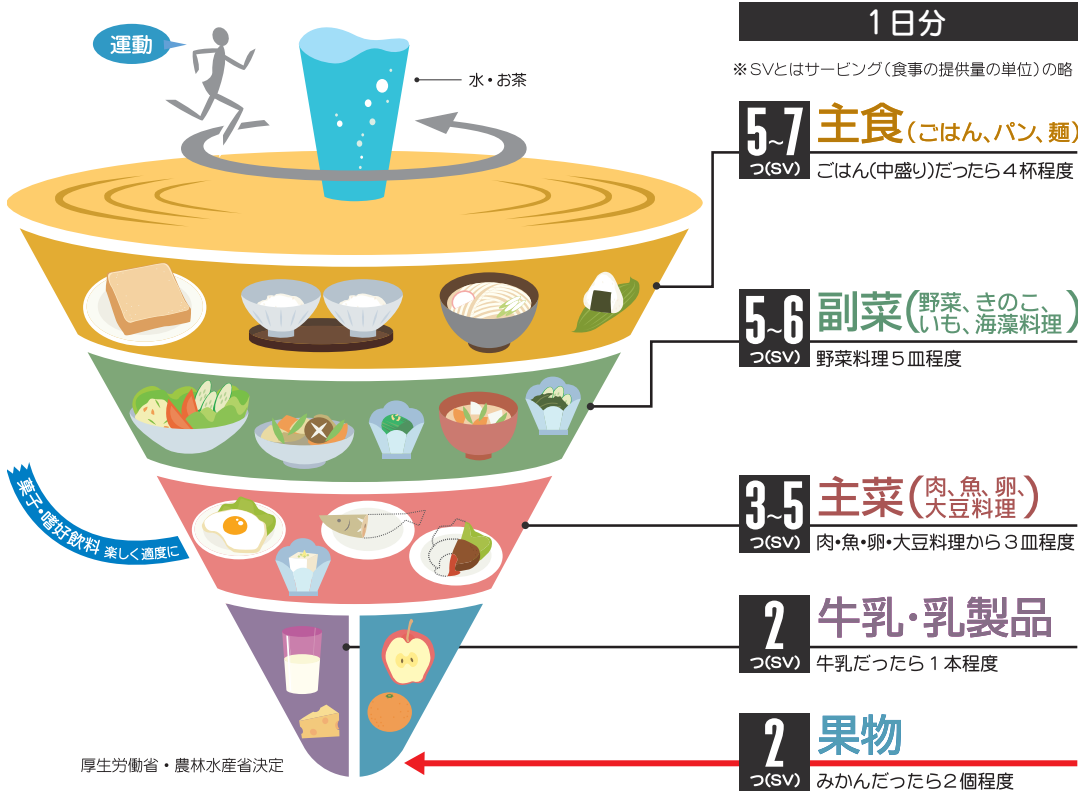 運動
水・お茶
1日分
※SVとはサービング(食事の提供量の単位)の略
5~7
つ(SV)
主食(ごはん、パン、麺)
ごはん(中盛り)だったら4杯程度
5~6
つ(SV)
副菜(野菜、きのこ、
いも、海藻料理)
野菜料理5皿程度
3~5
つ(SV)
主菜(肉、魚、卵、
大豆料理)
肉・魚・卵・大豆料理から3皿程度
2
つ(SV)
牛乳・乳製品
牛乳だったら1本程度
2
つ(SV)
果物
みかんだったら2個程度
菓子・嗜好飲料 楽しく適度に
厚生労働省・農林水産省決定